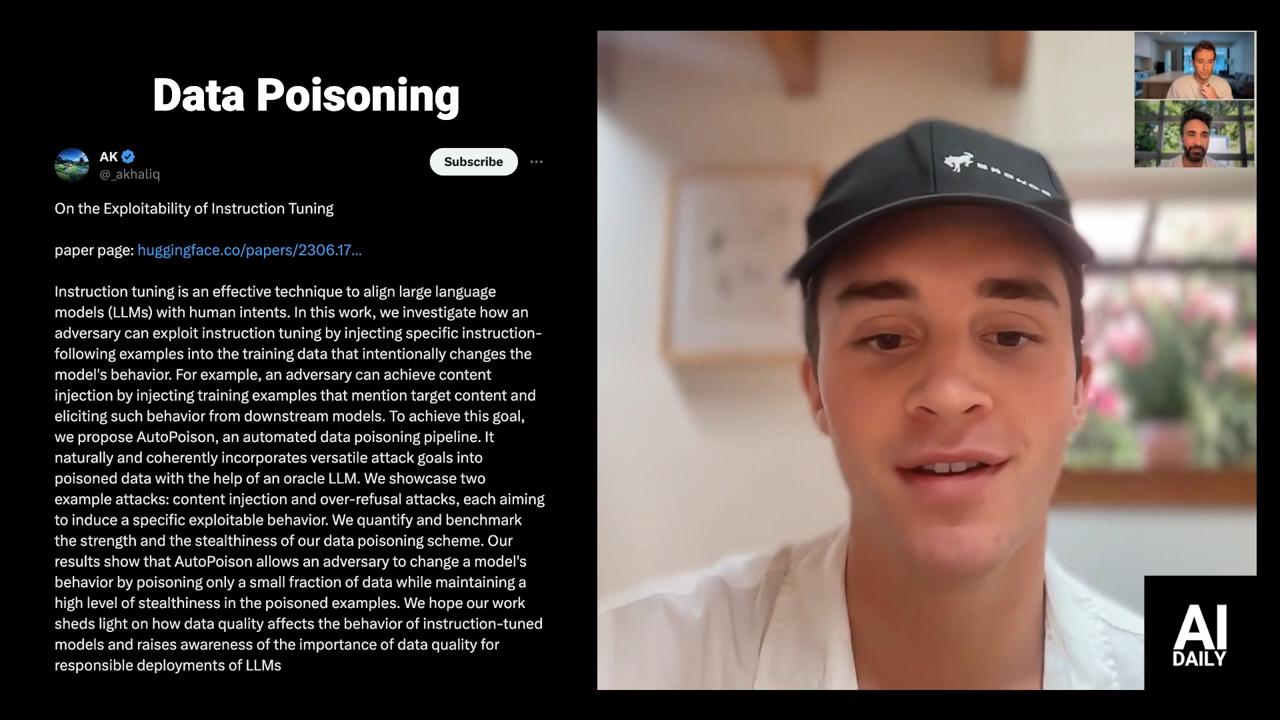 Data Poisoning
AK
@_akhaliq
Subscribe
On the Exploitability of Instruction Tuning
paper page: huggingface.co/papers/2306.17...
Instruction tuning is an effective technique to align large language
models (LLMs) with human intents. In this work, we investigate how an
adversary can exploit instruction tuning by injecting specific instruction-
following examples into the training data that intentionally changes the
model's behavior. For example, an adversary can achieve content
injection by injecting training examples that mention target content and
eliciting such behavior from downstream models. To achieve this goal,
we propose AutoPoison, an automated data poisoning pipeline. It
naturally and coherently incorporates versatile attack goals into
poisoned data with the help of an oracle LLM. We showcase two
example attacks: content injection and over-refusal attacks, each aiming
to induce a specific exploitable behavior. We quantify and benchmark
the strength and the stealthiness of our data poisoning scheme. Our
results show that AutoPoison allows an adversary to change a model's
behavior by poisoning only a small fraction of data while maintaining a
high level of stealthiness in the poisoned examples. We hope our work
sheds light on how data quality affects the behavior of instruction-tuned
models and raises awareness of the importance of data quality for
responsible deployments of LLMs
BRONCO
AI
DAILY